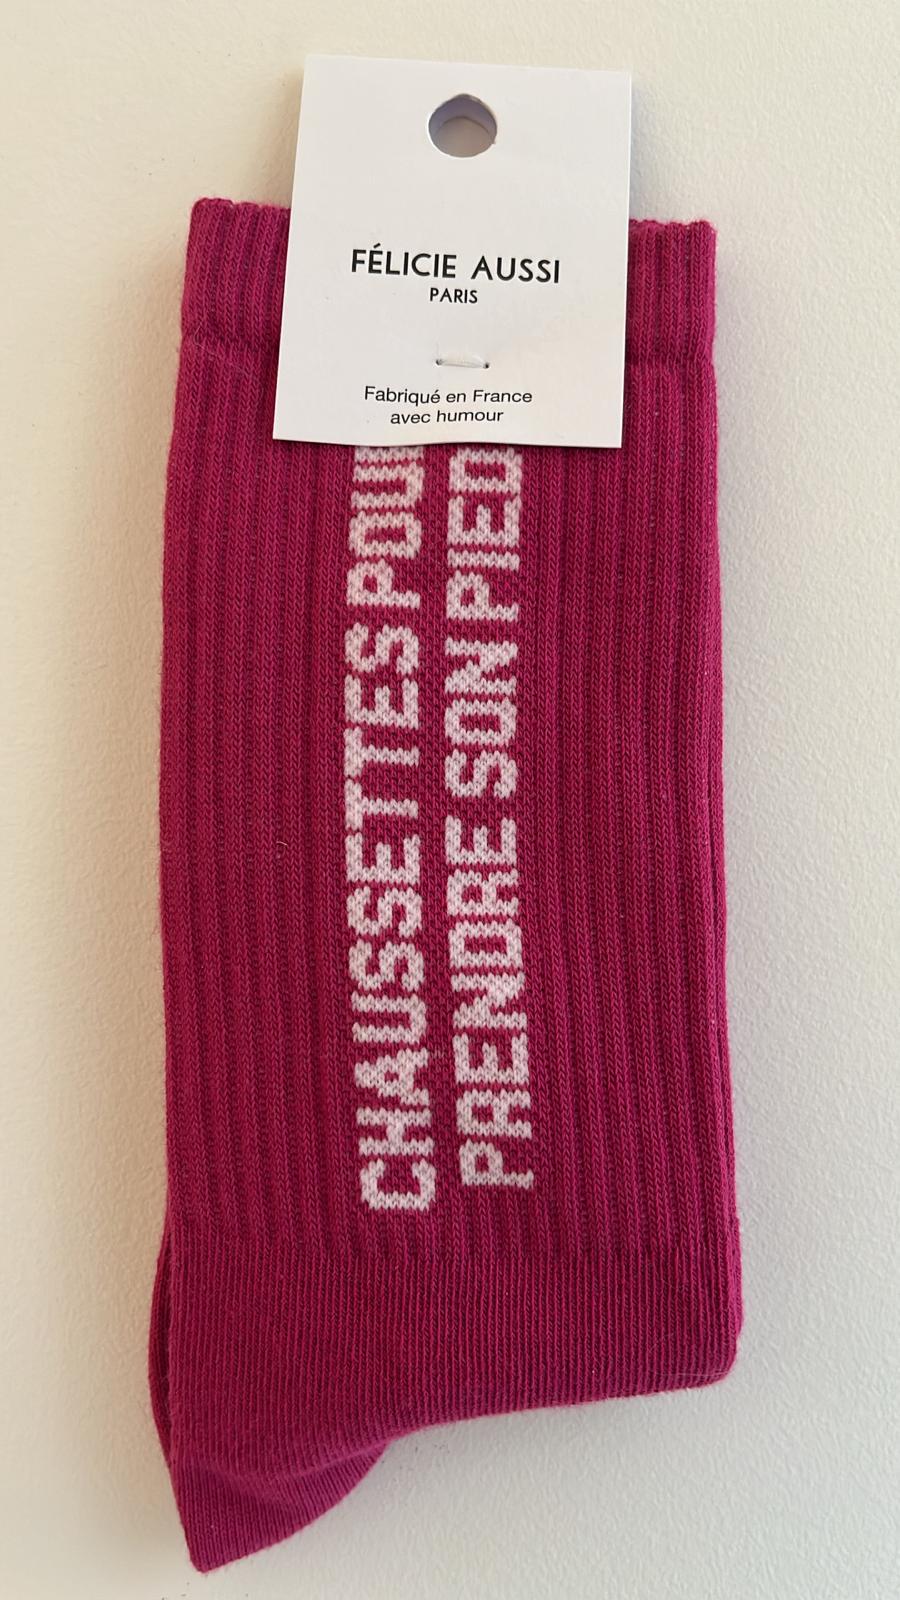 FÉLICIE AUSSI
PARIS
Fabriqué en France
avec humour
CHAUSSETTES POUR
PRENDRE SON PIED